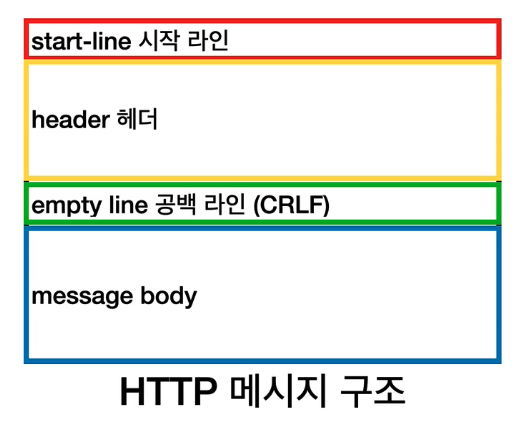 start-line 시작 라인
header 헤더
empty line 공백 라인 (CRLF)
message body
HTTP 메시지 구조